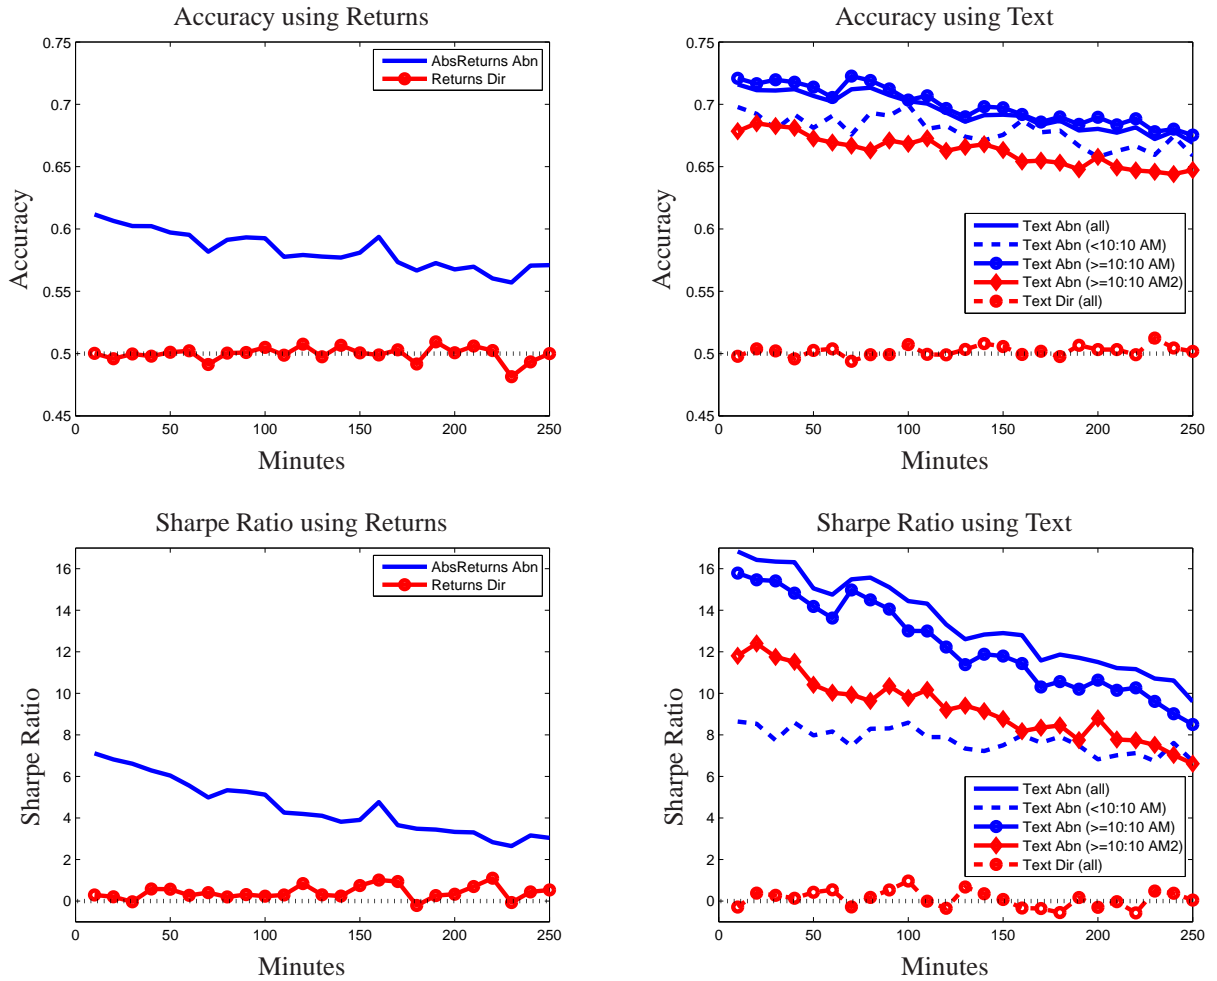 Accuracy using Returns
0.75
0.7
0.65
0.6
0.55
0.5
0.45
Accuracy
AbsReturns Abn
Returns Dir
0 50 100 150 200 250
Minutes
Accuracy using Text
0.75
0.7
0.65
0.6
0.55
0.5
0.45
Accuracy
Text Abn (all)
Text Abn (<10:10 AM)
Text Abn (>=10:10 AM)
Text Abn (>=10:10 AM2)
Text Dir (all)
0 50 100 150 200 250
Minutes
Sharpe Ratio using Returns
16
14
12
10
8
6
4
2
0
Sharpe Ratio
AbsReturns Abn
Returns Dir
0 50 100 150 200 250
Minutes
Sharpe Ratio using Text
16
14
12
10
8
6
4
2
0
Sharpe Ratio
Text Abn (all)
Text Abn (<10:10 AM)
Text Abn (>=10:10 AM)
Text Abn (>=10:10 AM2)
Text Dir (all)
0 50 100 150 200 250
Minutes